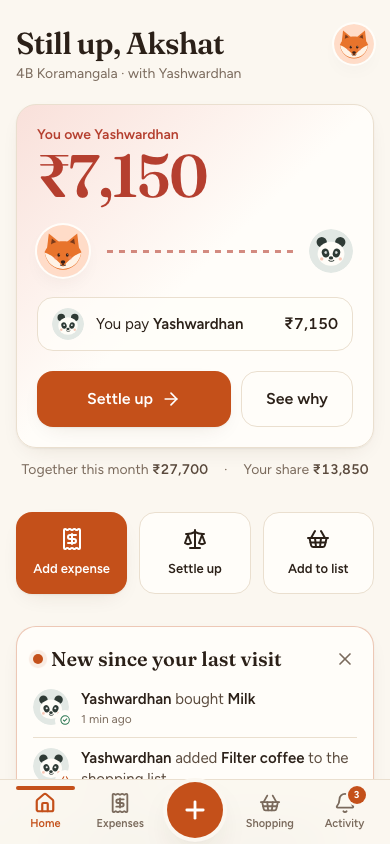 Still up, Akshat
4B Koramangala · with Yashwardhan
You owe Yashwardhan
₹7,150
You pay Yashwardhan ₹7,150
Settle up
See why
Together this month ₹27,700 · Your share ₹13,850
Add expense
Settle up
Add to list
New since your last visit
Yashwardhan bought Milk
1 min ago
Yashwardhan added Filter coffee to the
shopping list
3
Home
Expenses
Shopping
Activity